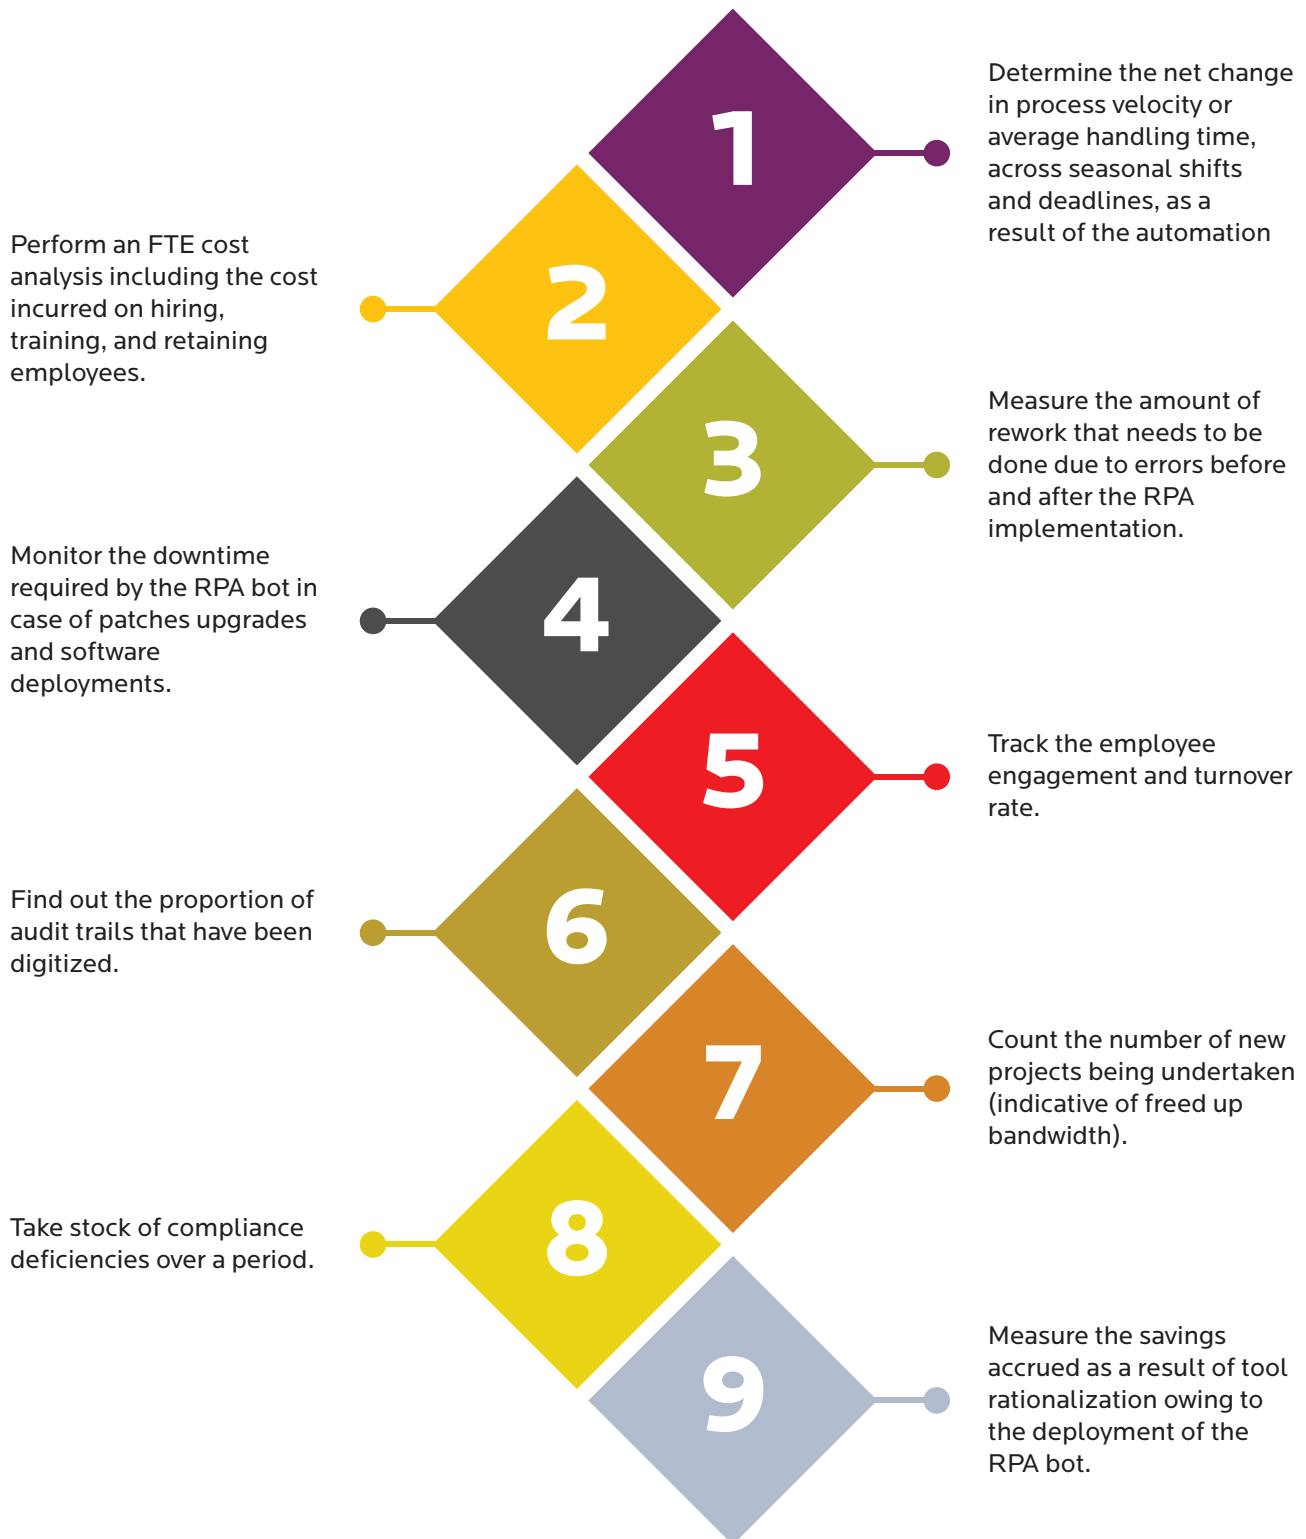 1
Determine the net change
in process velocity or
average handling time,
across seasonal shifts
and deadlines, as a
result of the automation
2
Perform an FTE cost
analysis including the cost
incurred on hiring,
training, and retaining
employees.
3
Measure the amount of
rework that needs to be
done due to errors before
and after the RPA
implementation.
4
Monitor the downtime
required by the RPA bot in
case of patches upgrades
and software
deployments.
5
Track the employee
engagement and turnover
rate.
6
Find out the proportion of
audit trails that have been
digitized.
7
Count the number of new
projects being undertaken
(indicative of freed up
bandwidth).
8
Take stock of compliance
deficiencies over a period.
9
Measure the savings
accrued as a result of tool
rationalization owing to
the deployment of the
RPA bot.